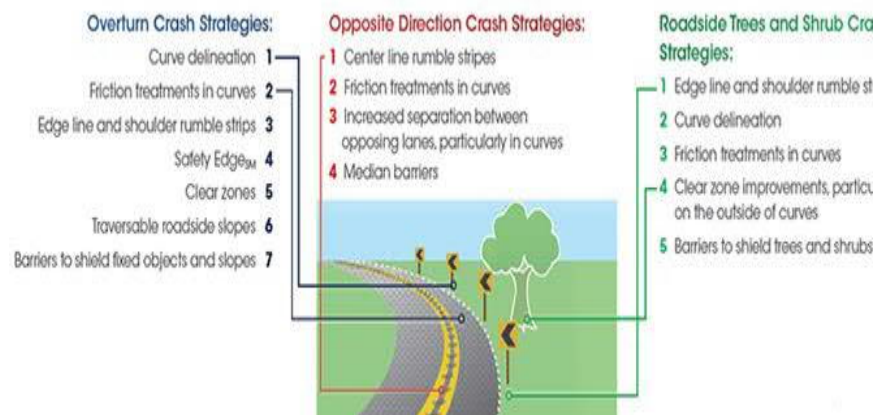 Overturn Crash Strategies:
Curve delineation 1
Friction treatments in curves 2
Edge line and shoulder rumble strips 3
Safety Edge℠ 4
Clear zones 5
Traversable roadside slopes 6
Barriers to shield fixed objects and slopes 7
Opposite Direction Crash Strategies:
1 Center line rumble stripes
2 Friction treatments in curves
3 Increased separation between
opposing lanes, particularly in curves
4 Median barriers
Roadside Trees and Shrub Cra
Strategies:
1 Edge line and shoulder rumble st
2 Curve delineation
3 Friction treatments in curves
4 Clear zone improvements, particu
on the outside of curves
5 Barriers to shield trees and shrubs